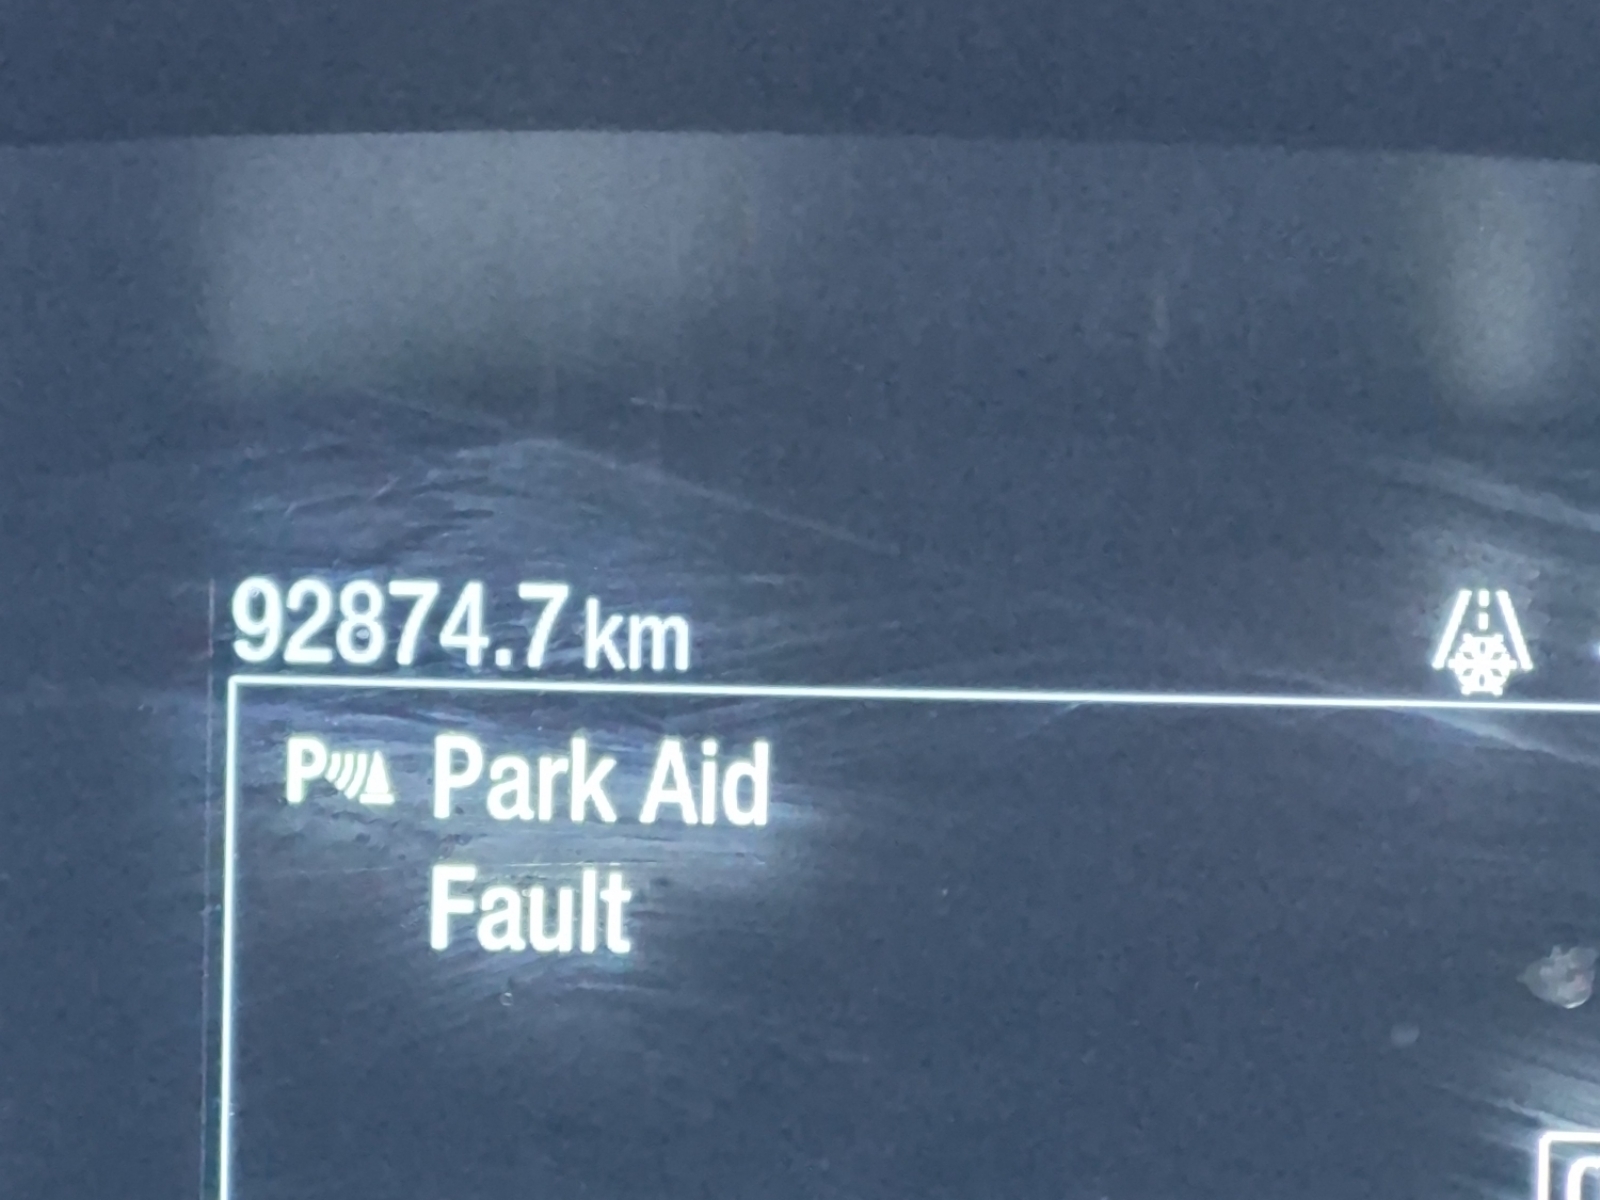 92874.7 km
P Park Aid
Fault